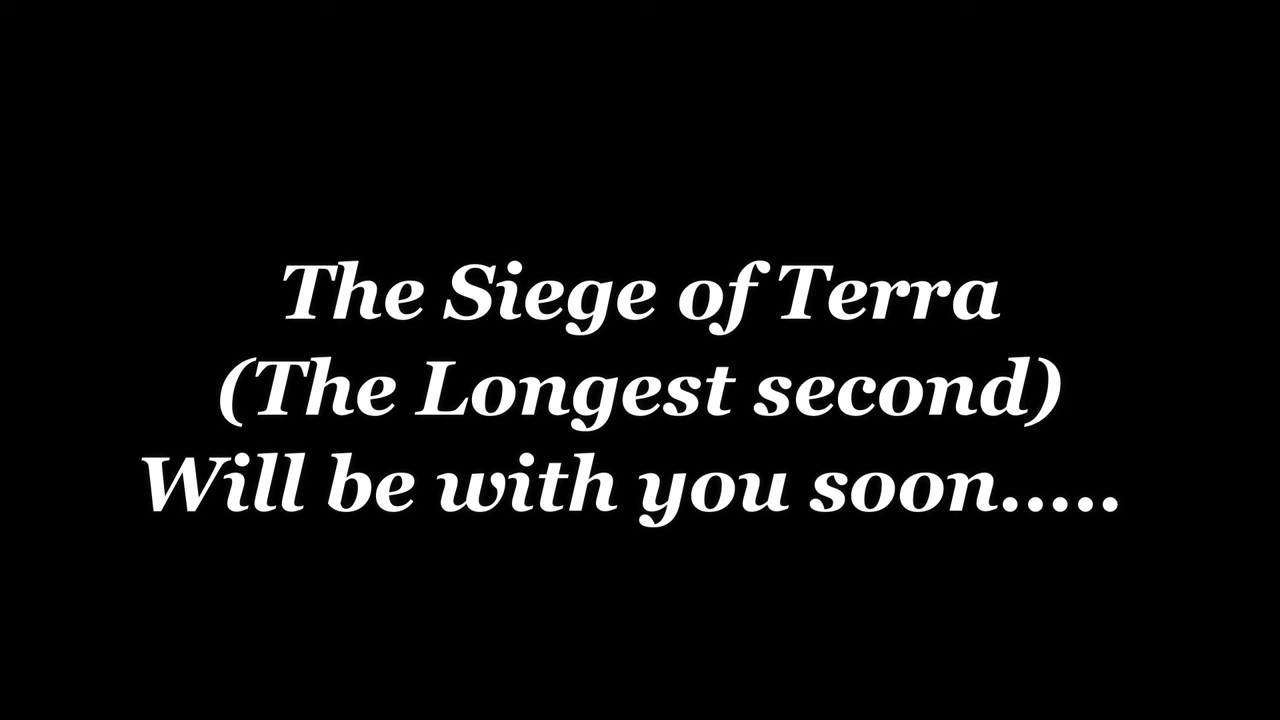 The Siege of Terra
(The Longest second)
Will be with you soon.....